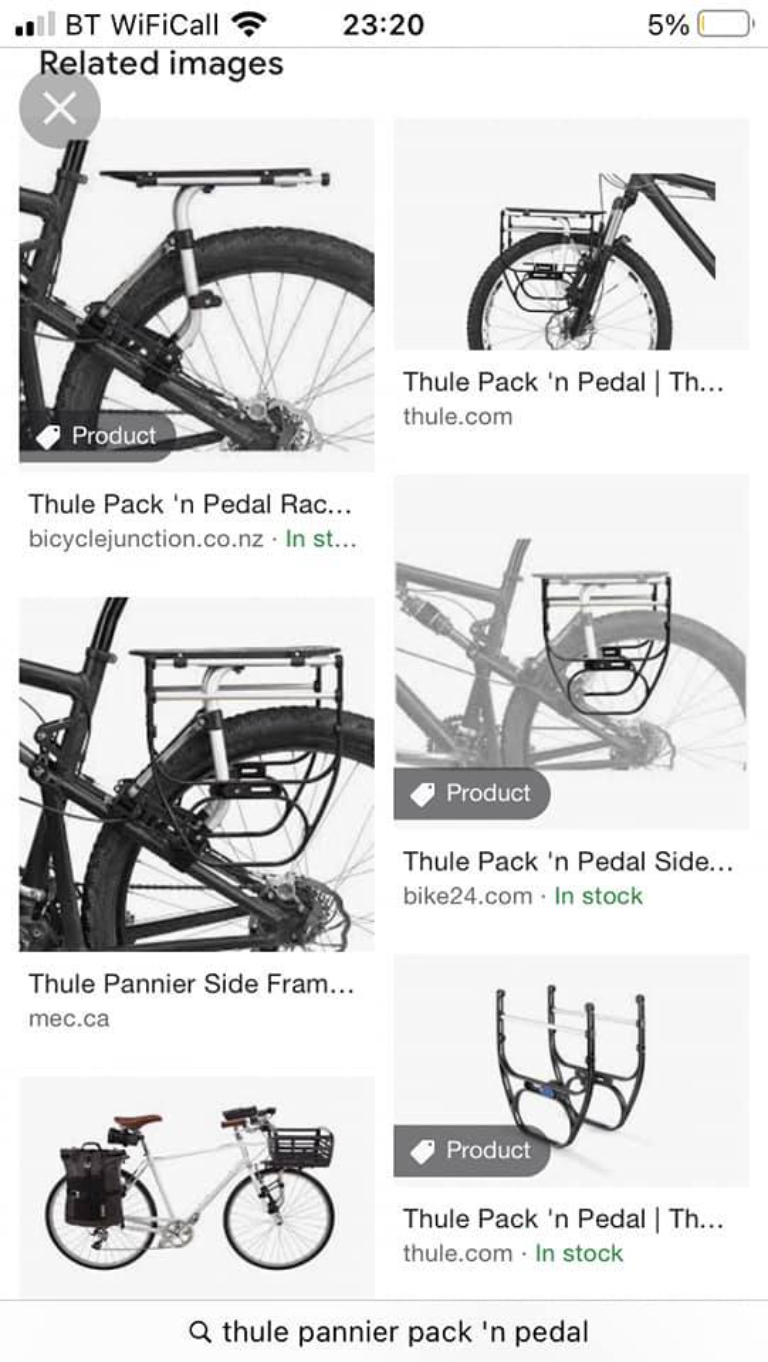 BT WiFiCall 23:20 5%
Related images
Product
Thule Pack 'n Pedal Rac...
bicyclejunction.co.nz · In st...
Thule Pack 'n Pedal | Th...
thule.com
Thule Pannier Side Fram...
mec.ca
Product
Thule Pack 'n Pedal Side...
bike24.com · In stock
Product
Thule Pack 'n Pedal | Th...
thule.com · In stock
thule pannier pack 'n pedal